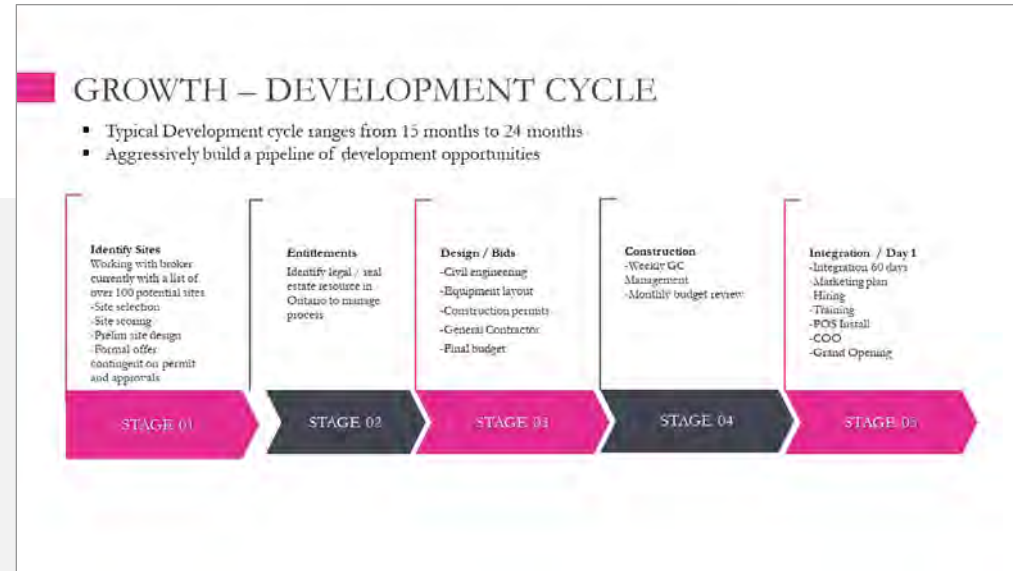 GROWTH – DEVELOPMENT CYCLE
▪ Typical Development cycle ranges from 15 months to 24 months
▪ Aggressively build a pipeline of development opportunities
Identify Sites
Working with broker
currently with a list of
over 100 potential sites
-Site selection
-Site scoring
-Prelim site design
-Formal offer
contingent on permit
and approvals
STAGE 01
Entitlements
Identify legal / real
estate resource in
Ontario to manage
process
STAGE 02
Design / Bids
-Civil engineering
-Equipment layout
-Construction permits
-General Contractor
-Final budget
STAGE 03
Construction
-Weekly GC
Management
-Monthly budget review
STAGE 04
Integration / Day 1
-Integration 60 days
-Marketing plan
-Hiring
-Training
-POS Install
-COO
-Grand Opening
STAGE 05